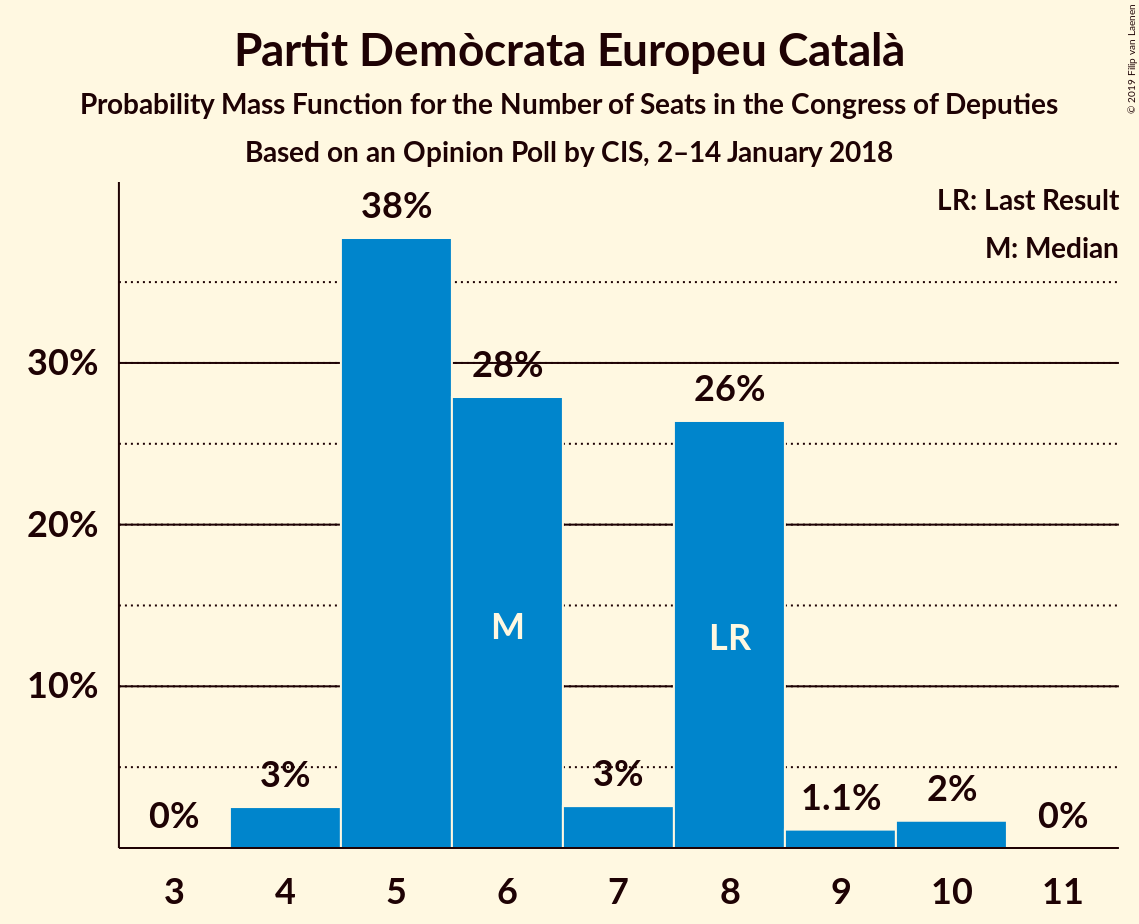 Partit Demòcrata Europeu Català
Probability Mass Function for the Number of Seats in the Congress of Deputies
Based on an Opinion Poll by CIS, 2–14 January 2018
© 2019 Filip van Laenen
LR: Last Result
M: Median
38%
30%
28%
26%
20%
M
LR
10%
3%
3%
0%
1.1%
2%
0%
3 4 5 6 7 8 9 10 11